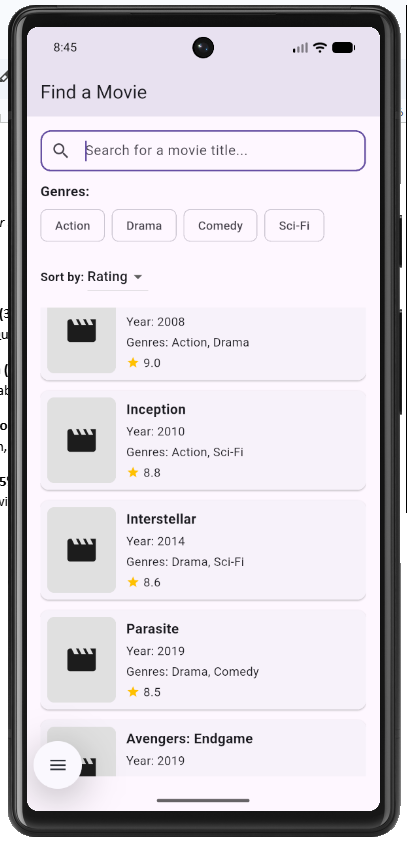 8:45
Find a Movie
Search for a movie title...
Genres:
Action
Drama
Comedy
Sci-Fi
Sort by: Rating
Year: 2008
Genres: Action, Drama
9.0
Inception
Year: 2010
Genres: Action, Sci-Fi
8.8
Interstellar
Year: 2014
Genres: Drama, Sci-Fi
8.6
Parasite
Year: 2019
Genres: Drama, Comedy
8.5
Avengers: Endgame
Year: 2019